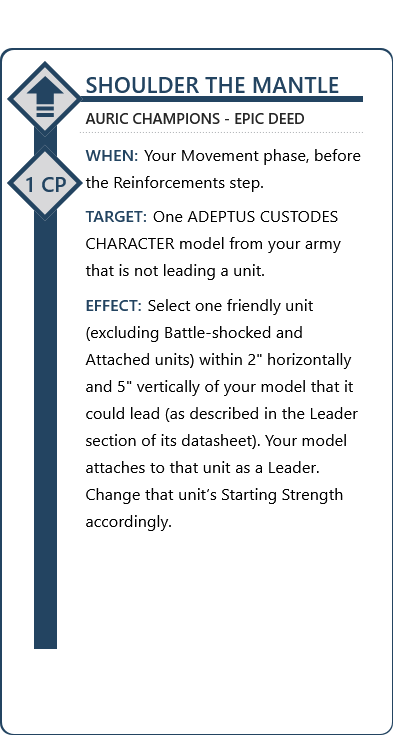 SHOULDER THE MANTLE
AURIC CHAMPIONS - EPIC DEED
1 CP
WHEN: Your Movement phase, before
the Reinforcements step.
TARGET: One ADEPTUS CUSTODES
CHARACTER model from your army
that is not leading a unit.
EFFECT: Select one friendly unit
(excluding Battle-shocked and
Attached units) within 2" horizontally
and 5" vertically of your model that it
could lead (as described in the Leader
section of its datasheet). Your model
attaches to that unit as a Leader.
Change that unit’s Starting Strength
accordingly.